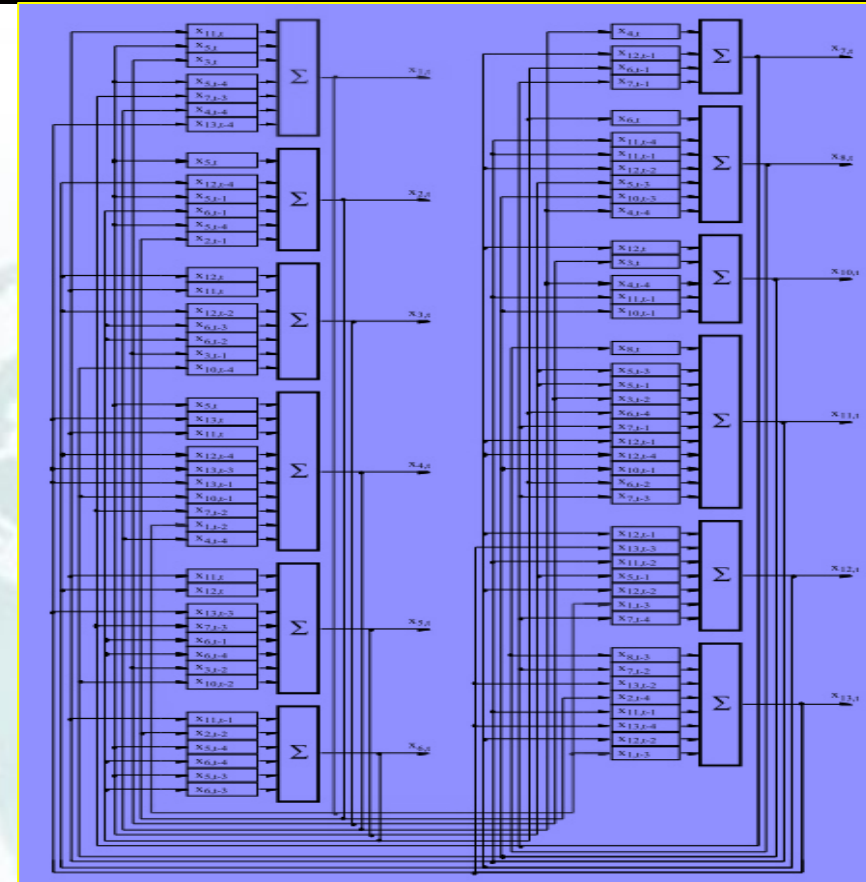 x11,t
x5,t
x3,t
x5,t-4
x7,t-3
x4,t-4
x13,t-4
Σ
x1,t
x5,t
x12,t-4
x5,t-1
x6,t-1
x5,t-4
x2,t-1
Σ
x2,t
x12,t
x11,t
x12,t-2
x6,t-3
x6,t-2
x3,t-1
x10,t-4
Σ
x3,t
x5,t
x13,t
x11,t
x12,t-4
x13,t-3
x13,t-1
x10,t-1
x7,t-2
x1,t-2
x4,t-4
Σ
x4,t
x11,t
x12,t
x13,t-3
x7,t-3
x6,t-1
x6,t-4
x3,t-2
x10,t-2
Σ
x5,t
x11,t-1
x2,t-2
x5,t-4
x6,t-4
x5,t-3
x6,t-3
Σ
x6,t
x4,t
x12,t-1
x6,t-1
x7,t-1
Σ
x7,t
x6,t
x11,t-4
x11,t-1
x12,t-2
x5,t-3
x10,t-3
x4,t-4
Σ
x8,t
x12,t
x3,t
x4,t-4
x11,t-1
x10,t-1
Σ
x10,t
x8,t
x5,t-3
x5,t-1
x3,t-2
x6,t-4
x7,t-1
x12,t-1
x12,t-4
x10,t-1
x6,t-2
x7,t-3
Σ
x11,t
x12,t-1
x13,t-3
x11,t-2
x5,t-1
x12,t-2
x1,t-3
x7,t-4
Σ
x12,t
x8,t-3
x7,t-2
x13,t-2
x2,t-4
x11,t-1
x13,t-4
x12,t-2
x1,t-3
Σ
x13,t